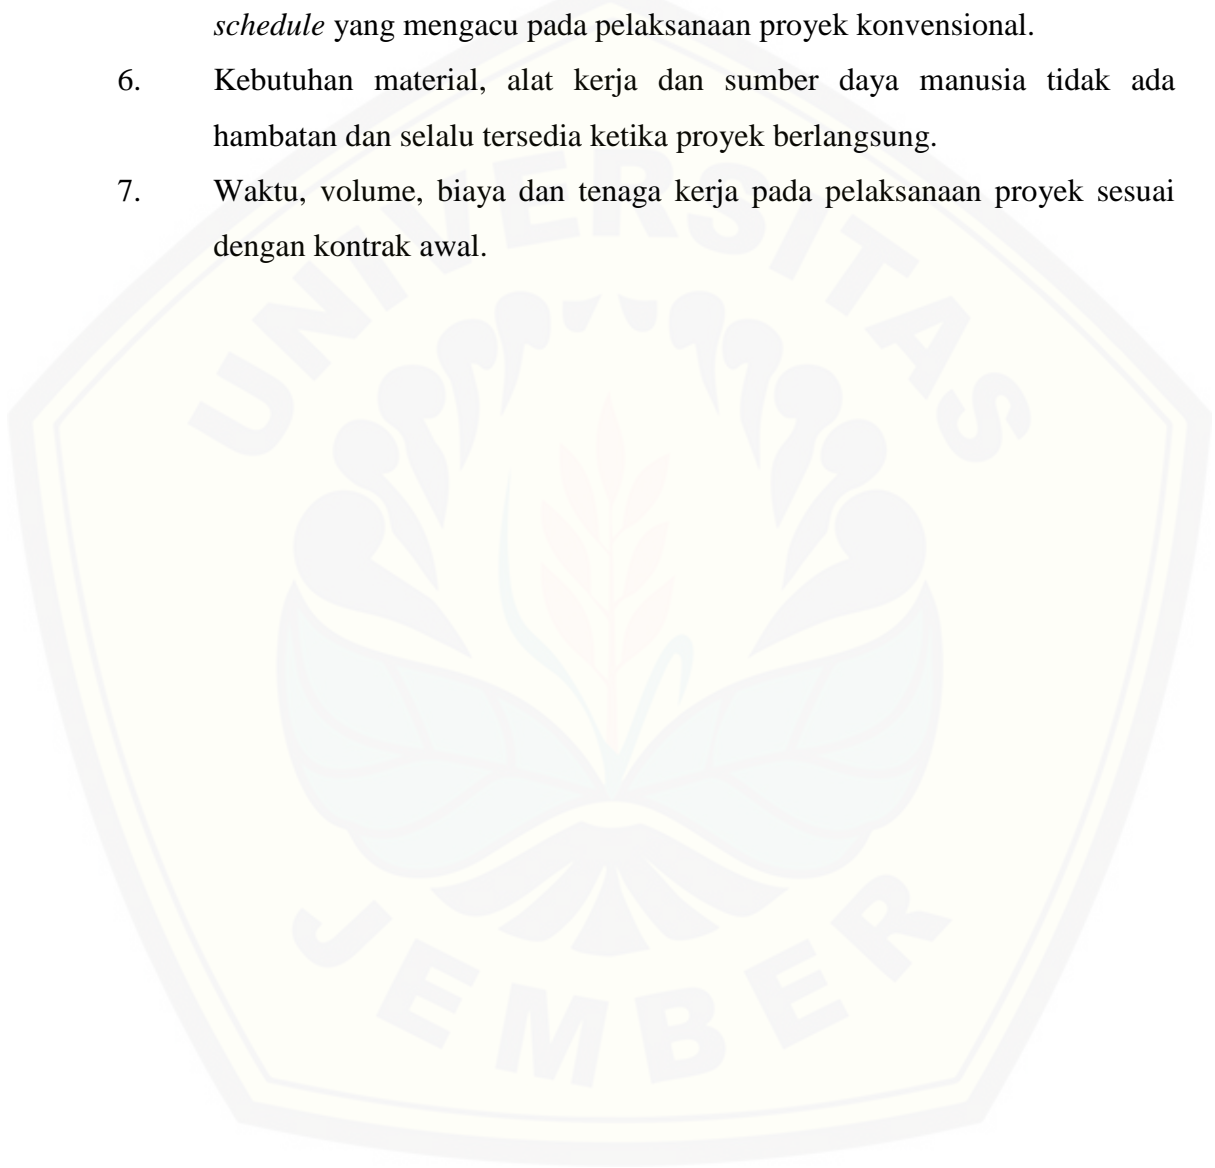 schedule yang mengacu pada pelaksanaan proyek konvensional.
6. Kebutuhan material, alat kerja dan sumber daya manusia tidak ada
hambatan dan selalu tersedia ketika proyek berlangsung.
7. Waktu, volume, biaya dan tenaga kerja pada pelaksanaan proyek sesuai
dengan kontrak awal.
UNIVERSITAS
JEMBER